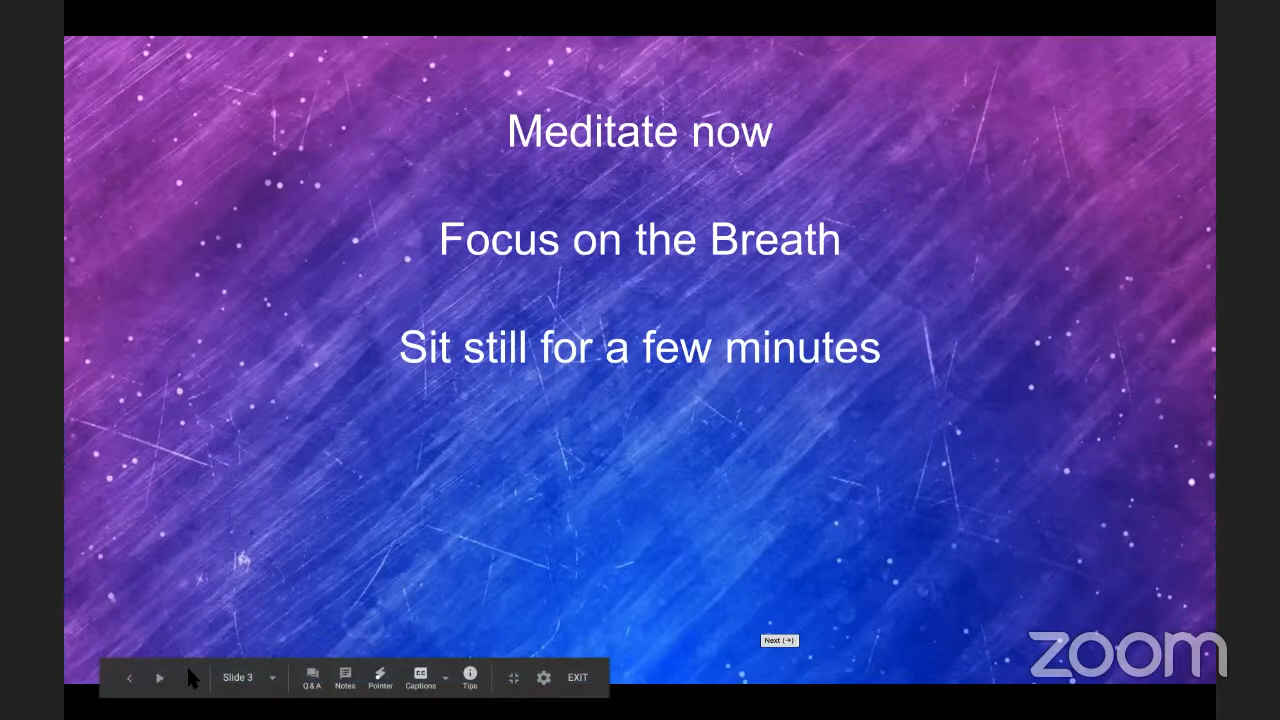 Meditate now
Focus on the Breath
Sit still for a few minutes
Next (→)
Slide 3
Q & A
Notes
Pointer
CC
Captions
Tips
EXIT
zoom